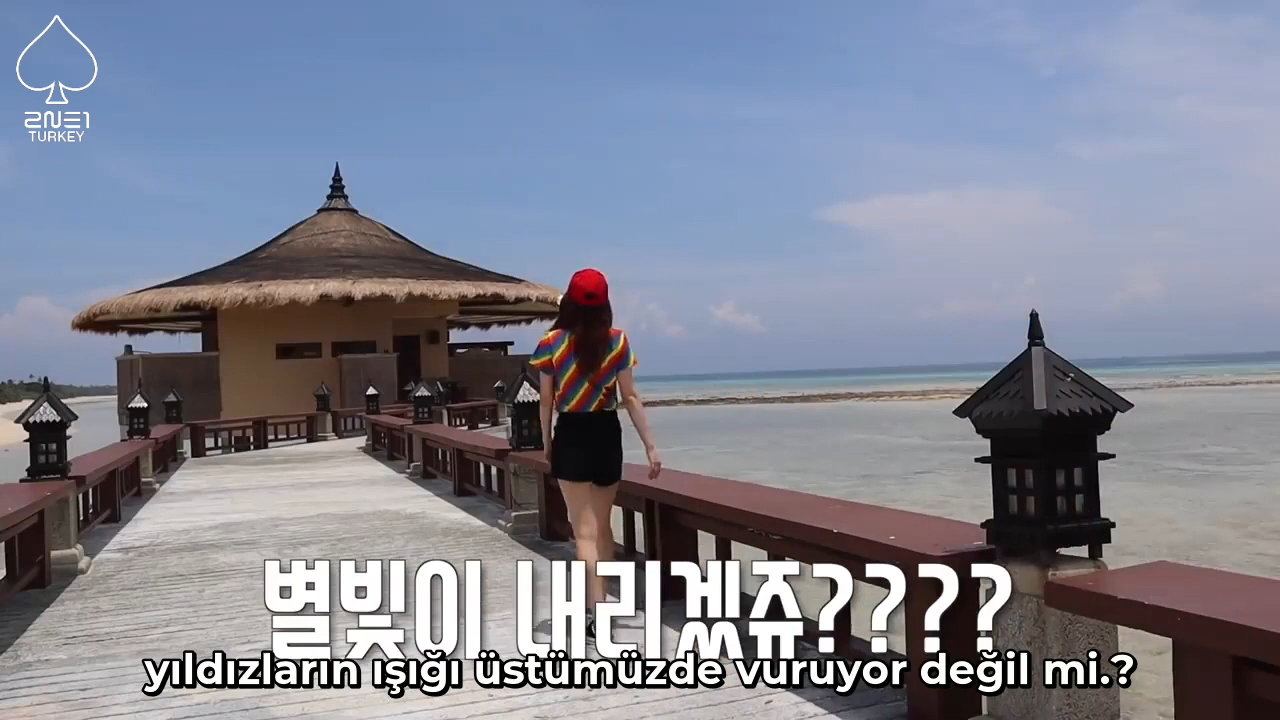 2NE1
TURKEY
별빛이 내리겠쥬????
yıldızların ışığı üstümüzde vuruyor değil mi.?